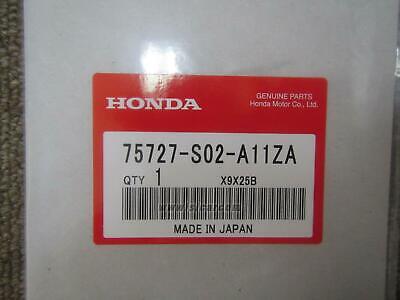 HONDA
GENUINE PARTS
Honda Motor Co., Ltd.
75727-S02-A11ZA
QTY 1 X9X25B
MADE IN JAPAN